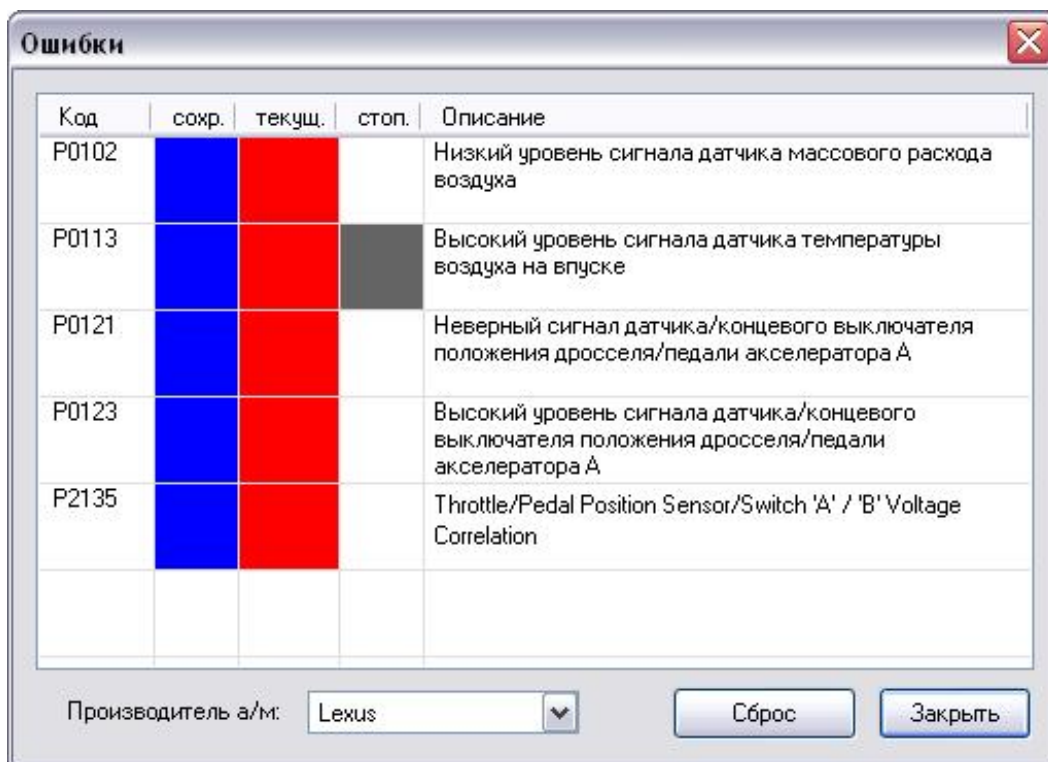 Ошибки
Код сохр. текущ. стоп. Описание
P0102 Низкий уровень сигнала датчика массового расхода
воздуха
P0113 Высокий уровень сигнала датчика температуры
воздуха на впуске
P0121 Неверный сигнал датчика/концевого выключателя
положения дросселя/педали акселератора A
P0123 Высокий уровень сигнала датчика/концевого
выключателя положения дросселя/педали
акселератора A
P2135 Throttle/Pedal Position Sensor/Switch 'A' / 'B' Voltage
Correlation
Производитель а/м: Lexus Сброс Закрыть